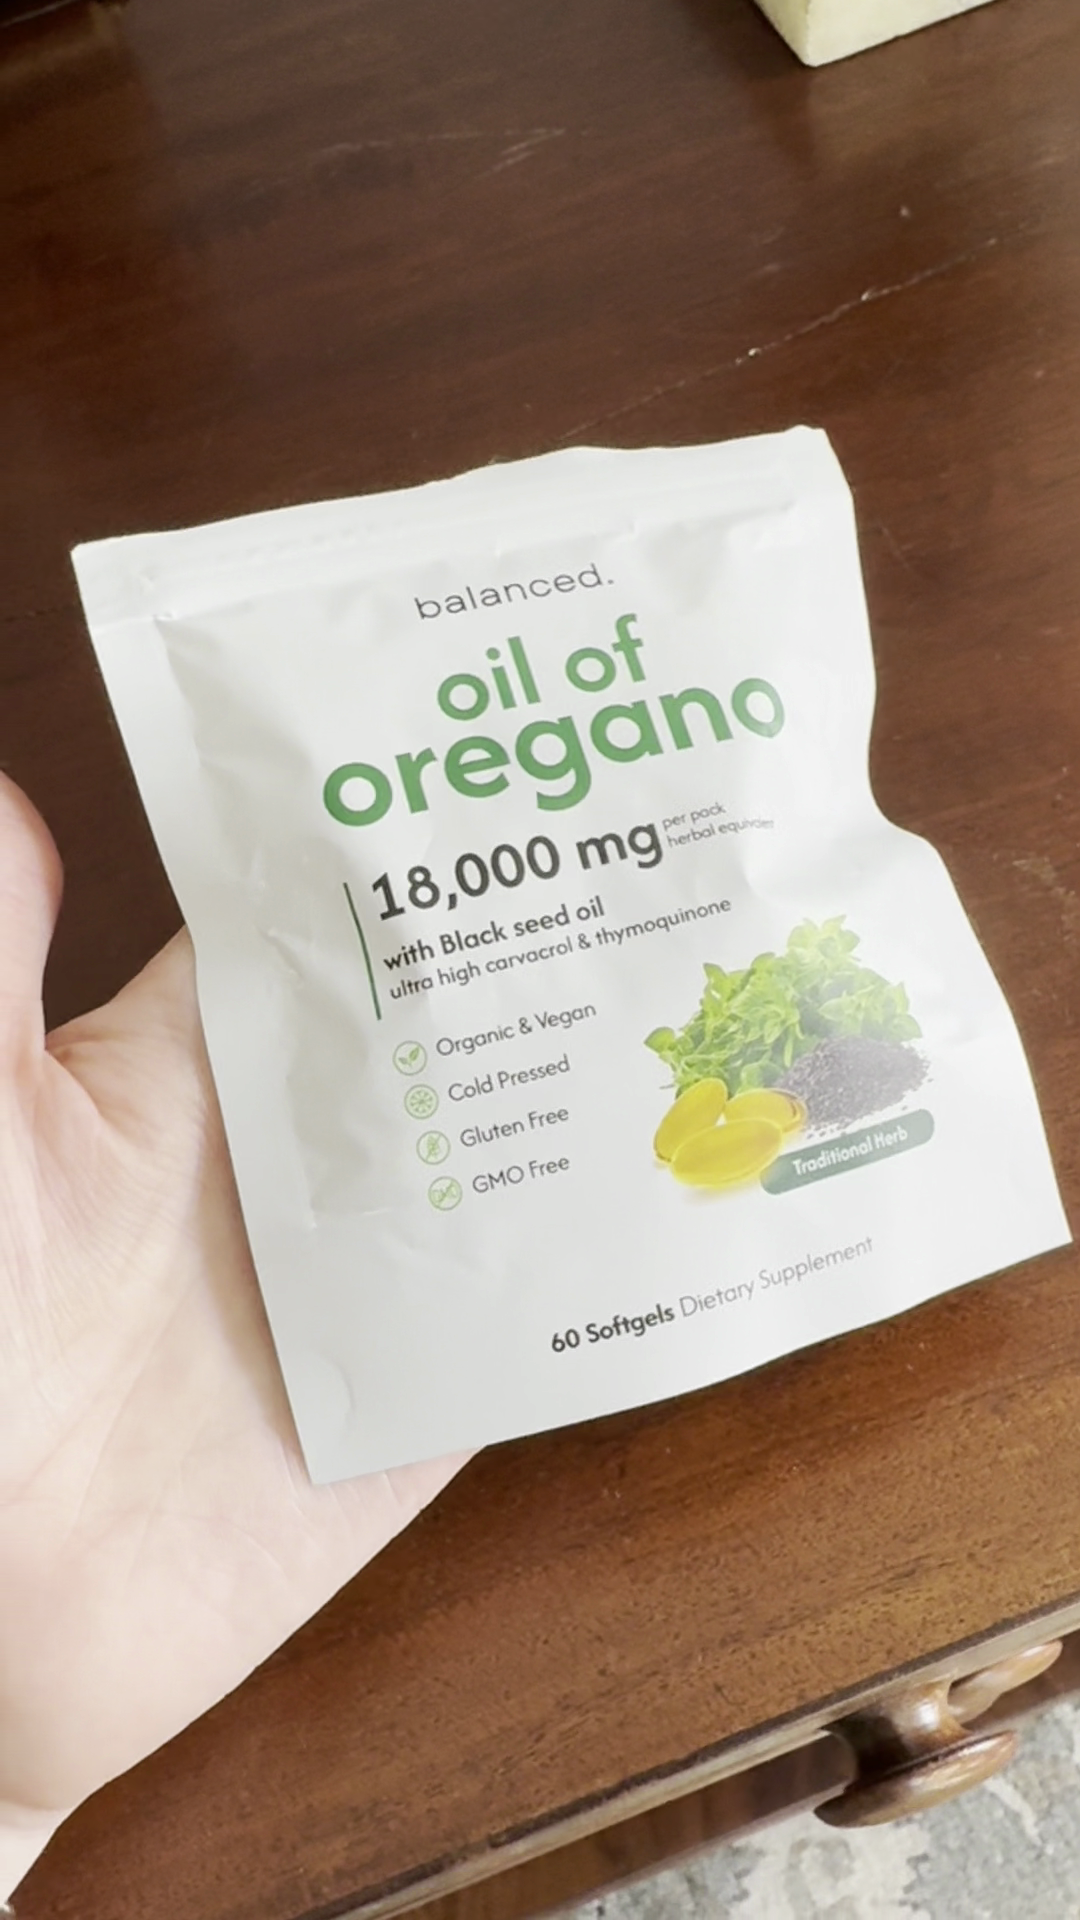 balanced.
oil of
oregano
18,000 mg
per pack
herbal
with Black seed oil
ultra high carvacrol & thymoquinone
Organic & Vegan
Cold Pressed
Gluten Free
GMO Free
Traditional Herb
60 Softgels Dietary Supplement